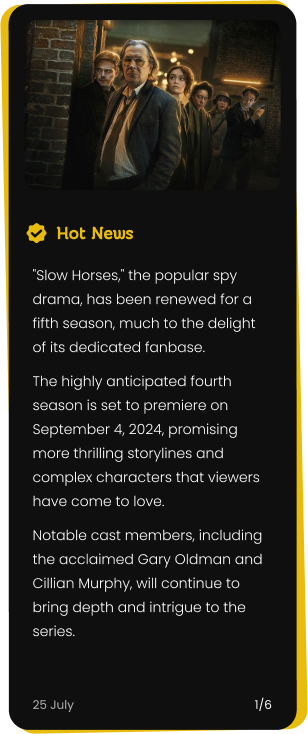 Hot News
"Slow Horses," the popular spy
drama, has been renewed for a
fifth season, much to the delight
of its dedicated fanbase.
The highly anticipated fourth
season is set to premiere on
September 4, 2024, promising
more thrilling storylines and
complex characters that viewers
have come to love.
Notable cast members, including
the acclaimed Gary Oldman and
Cillian Murphy, will continue to
bring depth and intrigue to the
series.
25 July
1/6